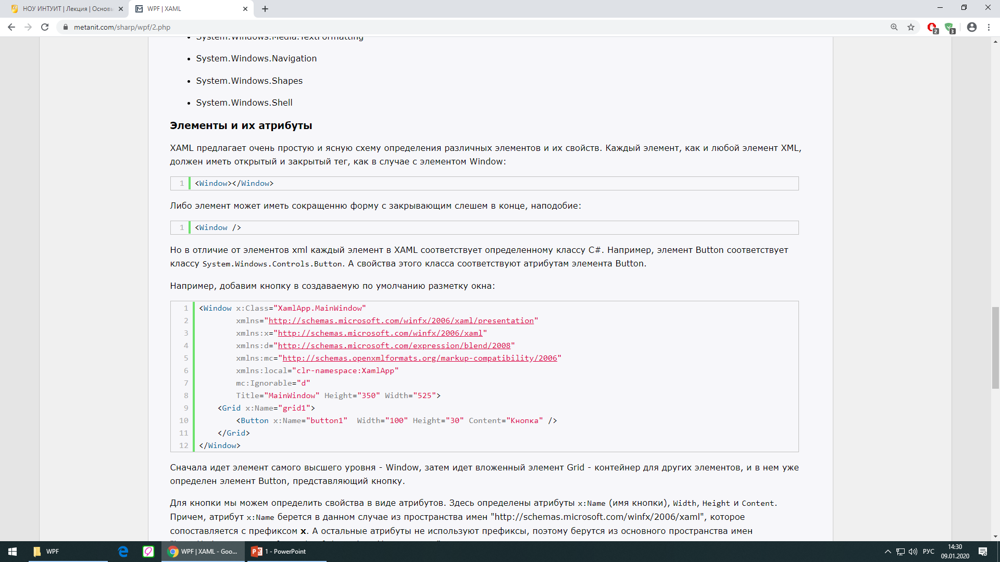 НОУ ИНТУИТ | Лекция | Основы
WPF | XAML
metanit.com/sharp/wpf/2.php
2
3
System.Windows.Media.TextFormatting
System.Windows.Navigation
System.Windows.Shapes
System.Windows.Shell
Элементы и их атрибуты
XAML предлагает очень простую и ясную схему определения различных элементов и их свойств. Каждый элемент, как и любой элемент XML,
должен иметь открытый и закрытый тег, как в случае с элементом Window:
1 <Window></Window>
Либо элемент может иметь сокращенню форму с закрывающим слешем в конце, наподобие:
1 <Window />
Но в отличие от элементов xml каждый элемент в XAML соответствует определенному классу C#. Например, элемент Button соответствует
классу System.Windows.Controls.Button. А свойства этого класса соответствуют атрибутам элемента Button.
Например, добавим кнопку в создаваемую по умолчанию разметку окна:
1 <Window x:Class="XamlApp.MainWindow"
2 xmlns="http://schemas.microsoft.com/winfx/2006/xaml/presentation"
3 xmlns:x="http://schemas.microsoft.com/winfx/2006/xaml"
4 xmlns:d="http://schemas.microsoft.com/expression/blend/2008"
5 xmlns:mc="http://schemas.openxmlformats.org/markup-compatibility/2006"
6 xmlns:local="clr-namespace:XamlApp"
7 mc:Ignorable="d"
8 Title="MainWindow" Height="350" Width="525">
9 <Grid x:Name="grid1">
10 <Button x:Name="button1"  Width="100" Height="30" Content="Кнопка" />
11 </Grid>
12 </Window>
Сначала идет элемент самого высшего уровня - Window, затем идет вложенный элемент Grid - контейнер для других элементов, и в нем уже
определен элемент Button, представляющий кнопку.
Для кнопки мы можем определить свойства в виде атрибутов. Здесь определены атрибуты x:Name (имя кнопки), Width, Height и Content.
Причем, атрибут x:Name берется в данном случае из пространства имен "http://schemas.microsoft.com/winfx/2006/xaml", которое
сопоставляется с префиксом x. А остальные атрибуты не используют префиксы, поэтому берутся из основного пространства имен
WPF
WPF | XAML - Goo...
1 - PowerPoint
РУС
14:30
09.01.2020